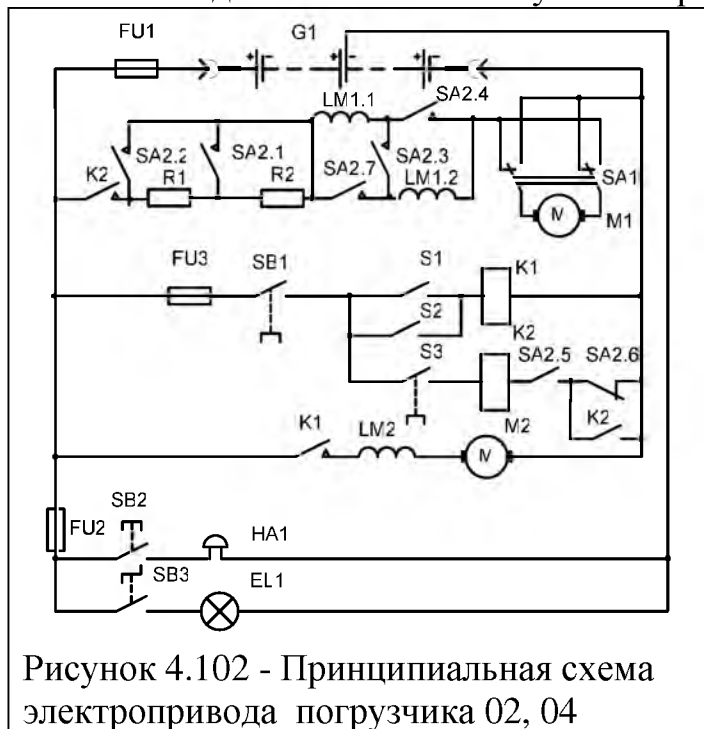 FU1 G1
LM1.1 SA2.4
K2 SA2.2 SA2.1 SA2.7 SA2.3 SA1
R1 R2 LM1.2
M M1
FU3 SB1 S1 K1
S2 K2
S3 SA2.5 SA2.6
K1 LM2 M2 K2
M
SB2
FU2 HA1
SB3 EL1
Рисунок 4.102 - Принципиальная схема
электропривода погрузчика 02, 04